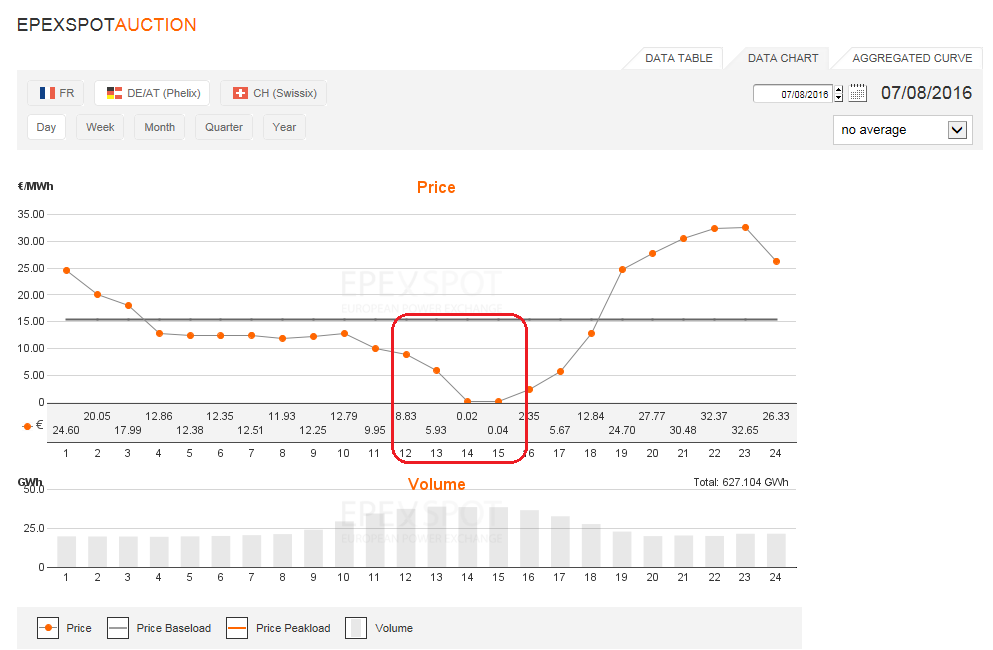 EPEXSPOTAUCTION
DATA TABLE DATA CHART AGGREGATED CURVE
FR DE/AT (Phelix) CH (Swissix) 07/08/2016 07/08/2016
Day Week Month Quarter Year no average
€/MWh Price
35.00
30.00
25.00
EPEXSPOT
20.00
EUROPEAN POWER EXCHANGE
15.00
10.00
5.00
0
20.05 12.86 12.35 11.93 12.79 8.83 0.02 2.35 12.84 27.77 32.37 26.33
€ 24.60 17.99 12.38 12.51 12.25 9.95 5.93 0.04 5.67 24.70 30.48 32.65
1 2 3 4 5 6 7 8 9 10 11 12 13 14 15 16 17 18 19 20 21 22 23 24
GWh Volume Total: 627.104 GWh
50.0
EPEXSPOT
25.0
EUROPEAN POWER EXCHANGE
0
1 2 3 4 5 6 7 8 9 10 11 12 13 14 15 16 17 18 19 20 21 22 23 24
Price Price Baseload Price Peakload Volume